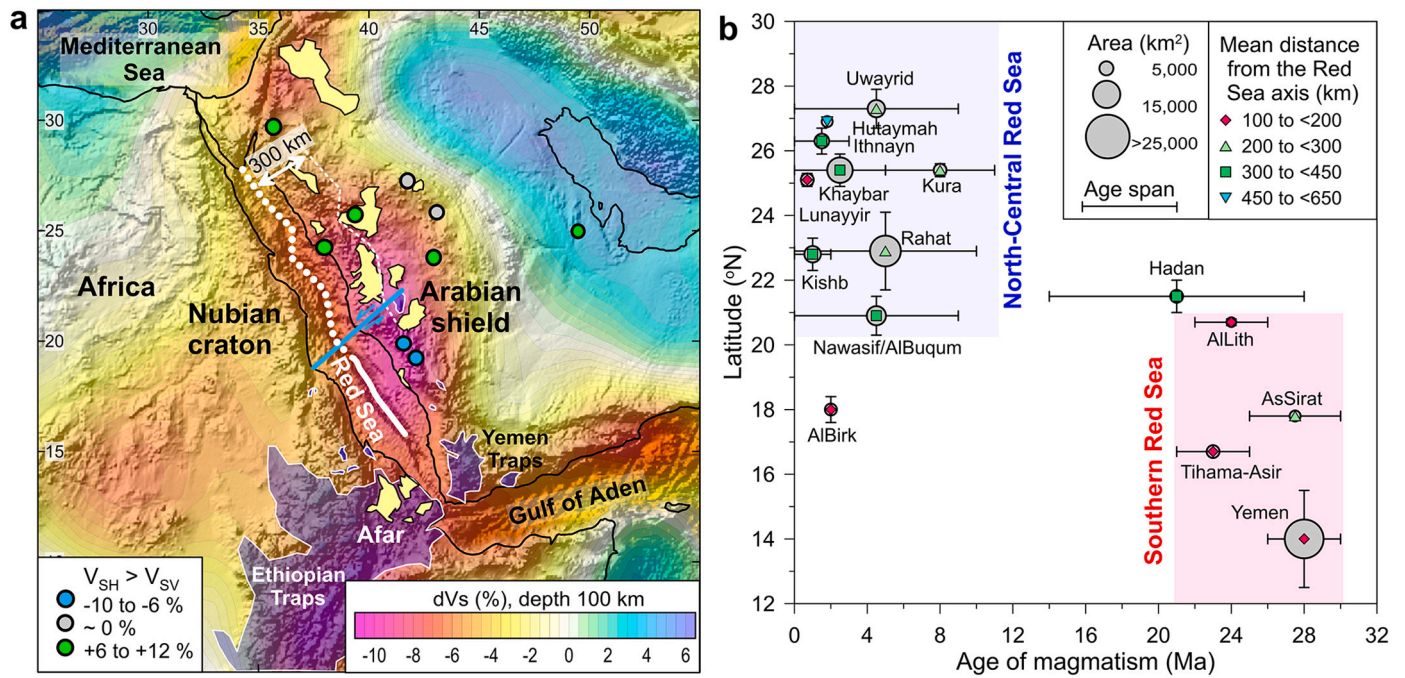 a
30
35
40
45
50
Mediterranean
Sea
30
300 km
25
Africa
Nubian
craton
Arabian
shield
20
Red Sea
15
Yemen
Traps
Gulf of Aden
Afar
Ethiopian
Traps
VSH > VSV
-10 to -6 %
~ 0 %
+6 to +12 %
dVs (%), depth 100 km
-10 -8 -6 -4 -2 0 2 4 6
b
30
28
26
24
22
20
18
16
14
12
Latitude (oN)
Uwayrid
Hutaymah
Ithnayn
Khaybar
Kura
Lunayyir
Rahat
Kishb
Nawasif/AlBuqum
AlBirk
North-Central Red Sea
Area (km2)
5,000
15,000
>25,000
Age span
Mean distance
from the Red
Sea axis (km)
100 to <200
200 to <300
300 to <450
450 to <650
Hadan
AlLith
AsSirat
Tihama-Asir
Yemen
Southern Red Sea
0 4 8 12 16 20 24 28 32
Age of magmatism (Ma)